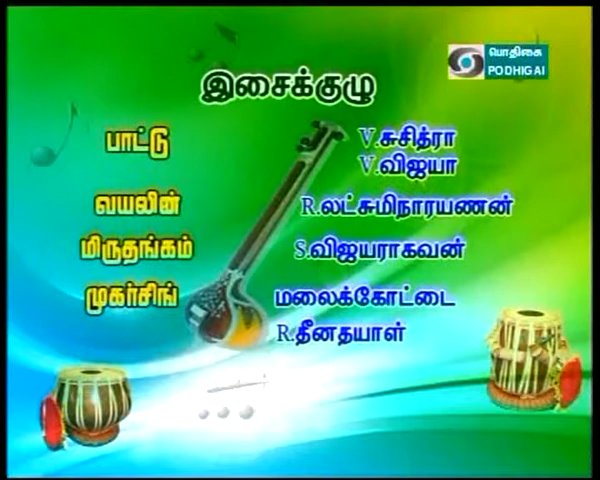 பொதிகை
PODHIGAI
இசைக்குழு
பாட்டு V.சுசித்ரா
V.விஜயா
வயலின் R.லட்சுமிநாராயணன்
மிருதங்கம் S.விஜயராகவன்
முகர்சிங் மலைக்கோட்டை
R.தீனதயாள்